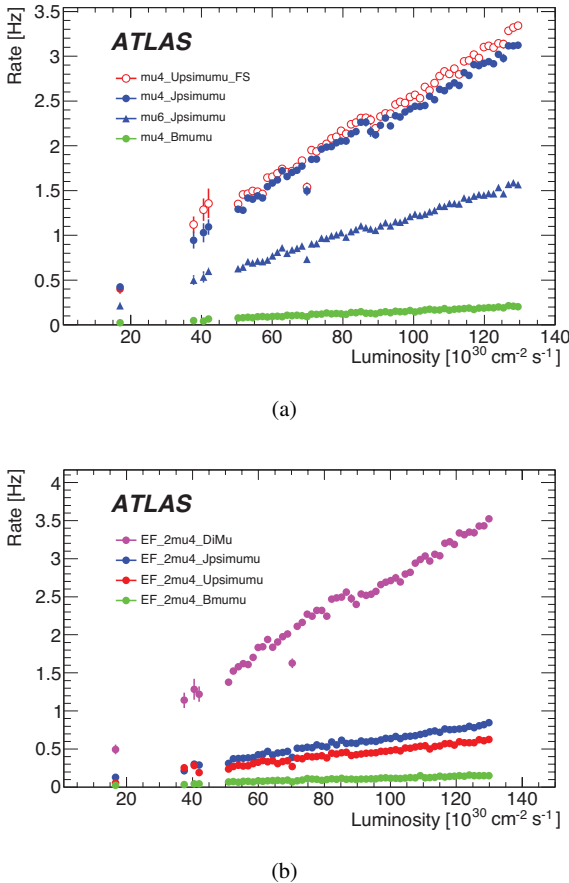 Rate [Hz]
3.5
3
2.5
2
1.5
1
0.5
0
ATLAS
mu4_Upsimumu_FS
mu4_Jpsimumu
mu6_Jpsimumu
mu4_Bmumu
20 40 60 80 100 120 140
Luminosity [10³⁰ cm⁻² s⁻¹]
(a)
Rate [Hz]
4
3.5
3
2.5
2
1.5
1
0.5
0
ATLAS
EF_2mu4_DiMu
EF_2mu4_Jpsimumu
EF_2mu4_Upsimumu
EF_2mu4_Bmumu
20 40 60 80 100 120 140
Luminosity [10³⁰ cm⁻² s⁻¹]
(b)